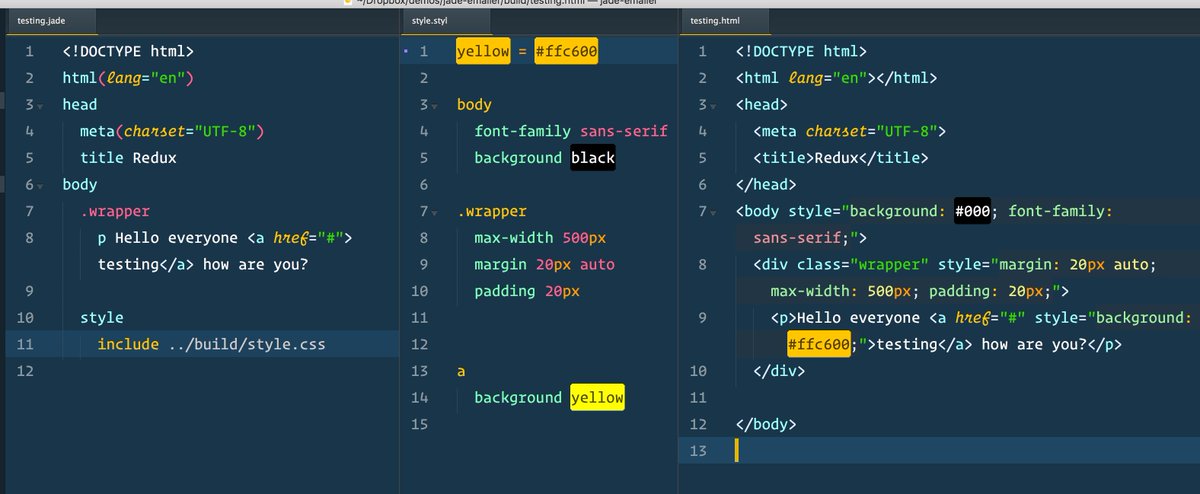 ~/Dropbox/demos/jade-emailer/build/testing.html — jade-emailer
testing.jade
1 <!DOCTYPE html>
2 html(lang="en")
3 head
4 meta(charset="UTF-8")
5 title Redux
6 body
7 .wrapper
8 p Hello everyone <a href="#">
testing</a> how are you?
9
10 style
11 include ../build/style.css
12
style.styl
1 yellow = #ffc600
2
3 body
4 font-family sans-serif
5 background black
6
7 .wrapper
8 max-width 500px
9 margin 20px auto
10 padding 20px
11
12
13 a
14 background yellow
15
testing.html
1 <!DOCTYPE html>
2 <html lang="en"></html>
3 <head>
4 <meta charset="UTF-8">
5 <title>Redux</title>
6 </head>
7 <body style="background: #000; font-family:
sans-serif;">
8 <div class="wrapper" style="margin: 20px auto;
max-width: 500px; padding: 20px;">
9 <p>Hello everyone <a href="#" style="background:
#ffc600;">testing</a> how are you?</p>
10 </div>
11
12 </body>
13